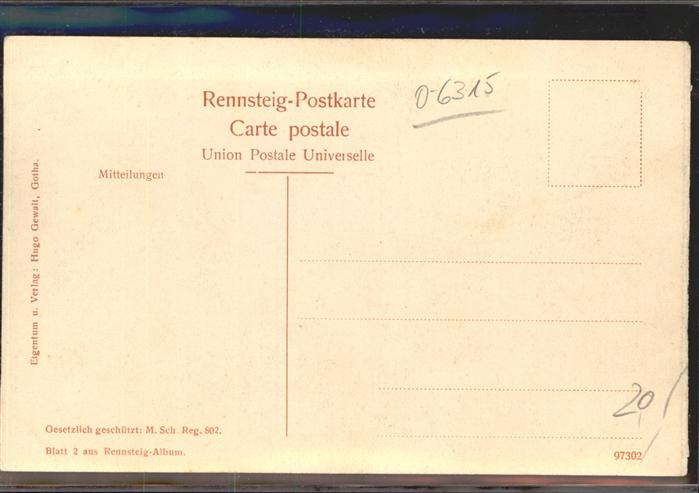 Rennsteig-Postkarte
Carte postale
Union Postale Universelle
O-6315
Mitteilungen
Eigentum u. Verlag: Hugo Gewalt, Gotha.
Gesetzlich geschützt: M. Sch. Reg. 802.
Blatt 2 aus Rennsteig-Album.
20
97302